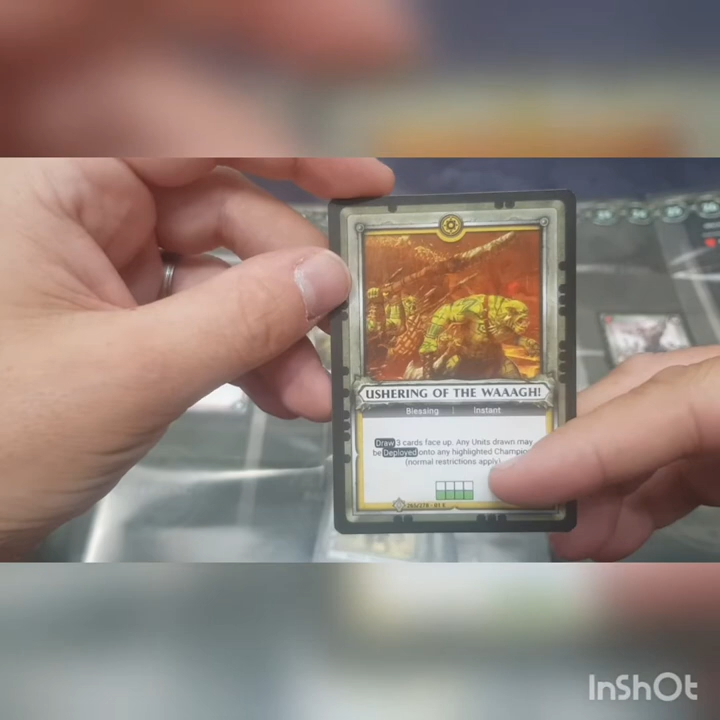 USHERING OF THE WAAAGH!
Blessing | Instant
Draw 3 cards face up. Any Units drawn may
be Deployed onto any highlighted
(normal restrictions apply)
InShOt